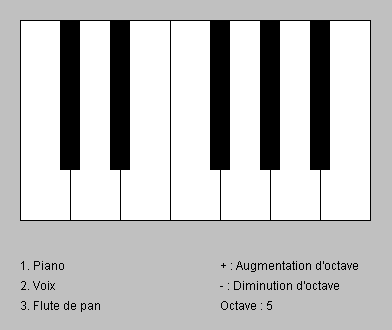 1. Piano
2. Voix
3. Flute de pan
+ : Augmentation d'octave
- : Diminution d'octave
Octave : 5